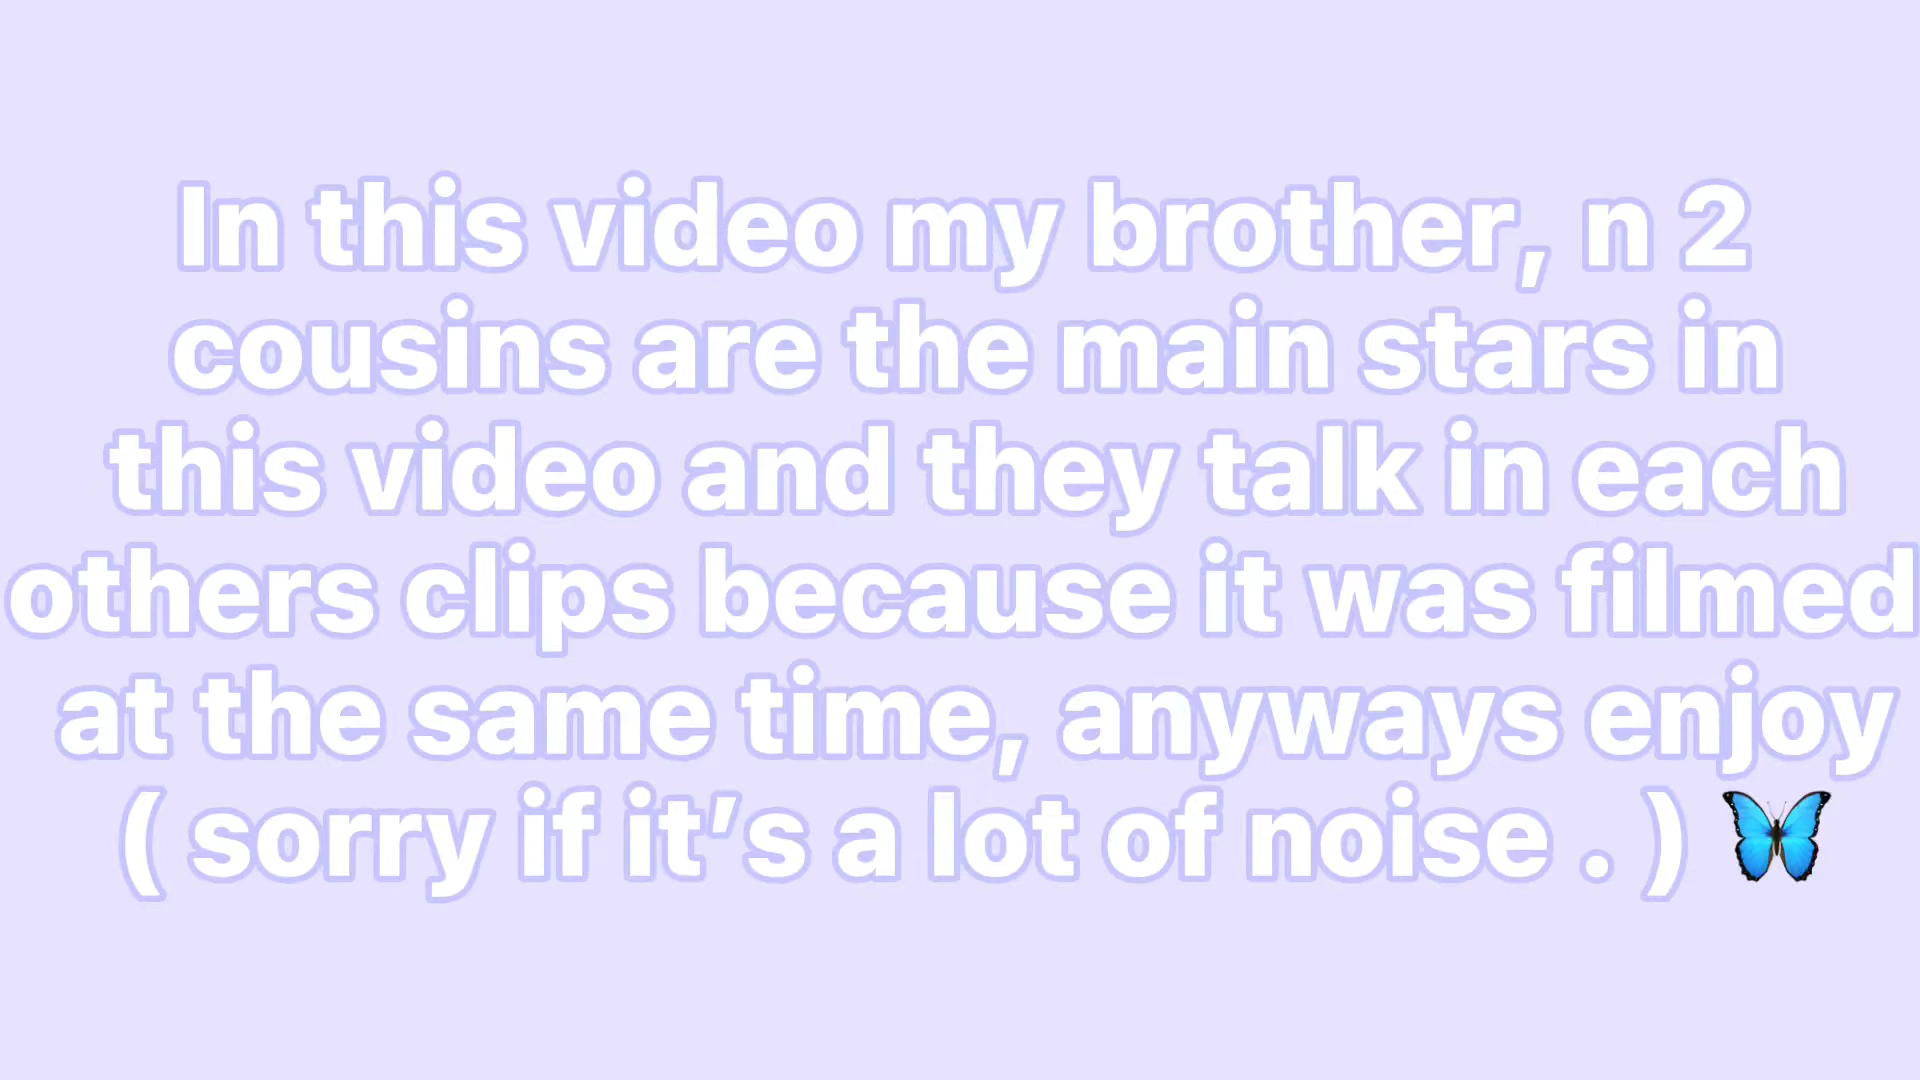 In this video my brother, n 2
cousins are the main stars in
this video and they talk in each
others clips because it was filmed
at the same time, anyways enjoy
( sorry if it’s a lot of noise . ) 🦋